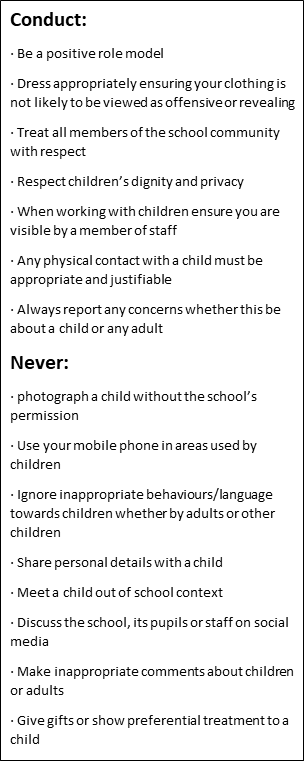 Conduct:
· Be a positive role model
· Dress appropriately ensuring your clothing is
not likely to be viewed as offensive or revealing
· Treat all members of the school community
with respect
· Respect children’s dignity and privacy
· When working with children ensure you are
visible by a member of staff
· Any physical contact with a child must be
appropriate and justifiable
· Always report any concerns whether this be
about a child or any adult
Never:
· photograph a child without the school’s
permission
· Use your mobile phone in areas used by
children
· Ignore inappropriate behaviours/language
towards children whether by adults or other
children
· Share personal details with a child
· Meet a child out of school context
· Discuss the school, its pupils or staff on social
media
· Make inappropriate comments about children
or adults
· Give gifts or show preferential treatment to a
child